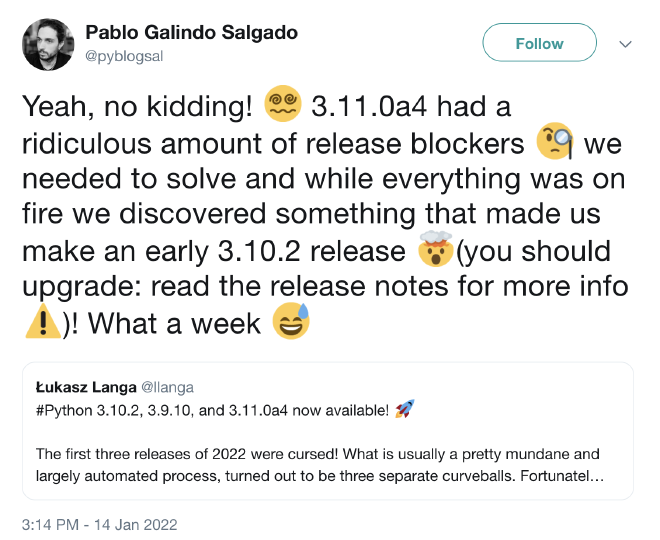 Pablo Galindo Salgado
@pyblogsal
Follow
Yeah, no kidding! 😵‍💫 3.11.0a4 had a
ridiculous amount of release blockers 🧐 we
needed to solve and while everything was on
fire we discovered something that made us
make an early 3.10.2 release 🤯(you should
upgrade: read the release notes for more info
⚠️)! What a week 😅
Łukasz Langa @llanga
#Python 3.10.2, 3.9.10, and 3.11.0a4 now available! 🚀
The first three releases of 2022 were cursed! What is usually a pretty mundane and
largely automated process, turned out to be three separate curveballs. Fortunatel…
3:14 PM - 14 Jan 2022